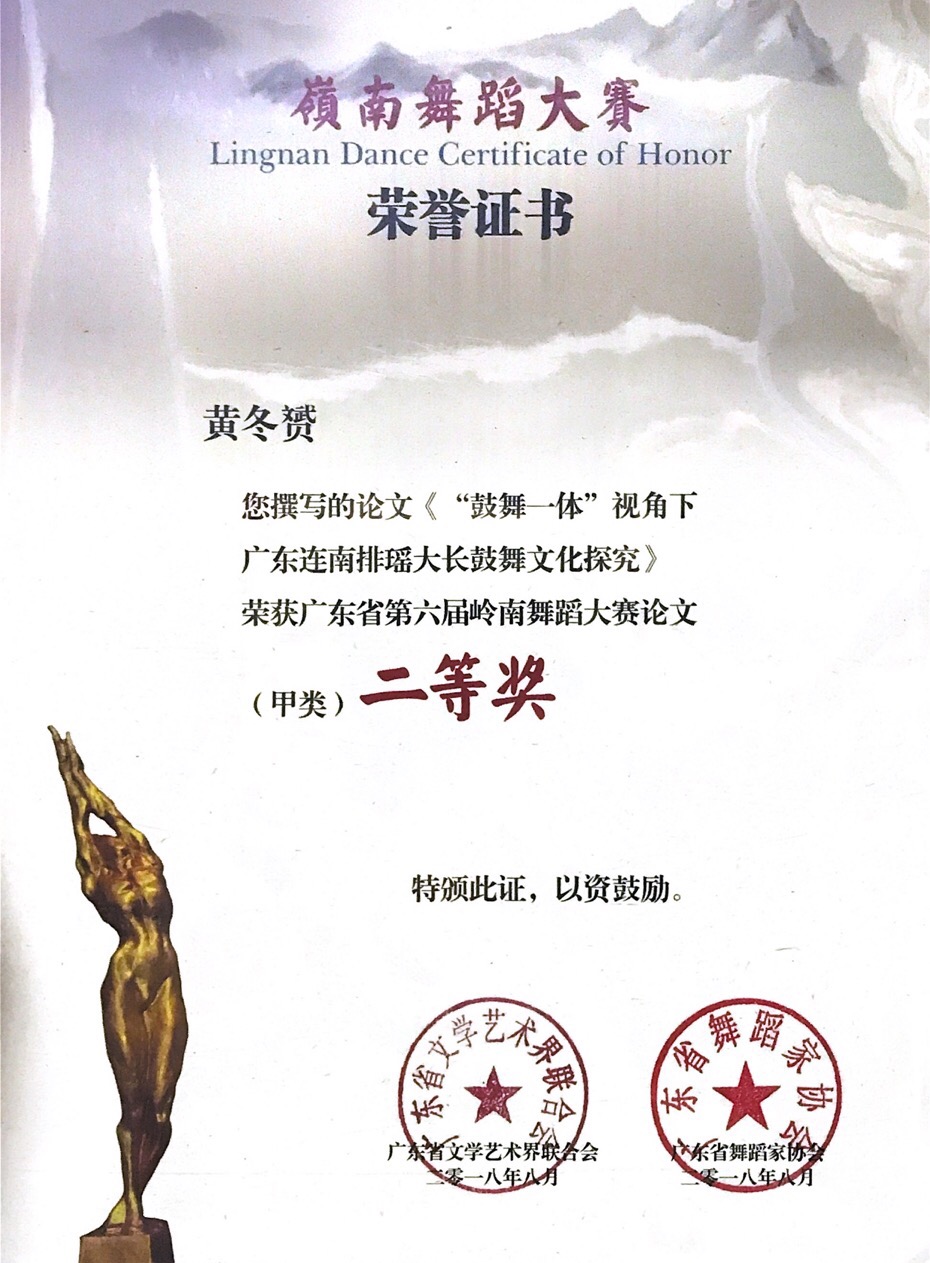 嶺南舞蹈大賽
Lingnan Dance Certificate of Honor
荣誉证书
黄冬赟
您撰写的论文《“鼓舞一体”视角下
广东连南排瑶大长鼓舞文化探究》
荣获广东省第六届岭南舞蹈大赛论文
（甲类）二等奖
特颁此证，以资鼓励。
广东省文学艺术界联合会
广东省文学艺术界联合会
二零一八年八月
广东省舞蹈家协会
广东省舞蹈家协会
二零一八年八月